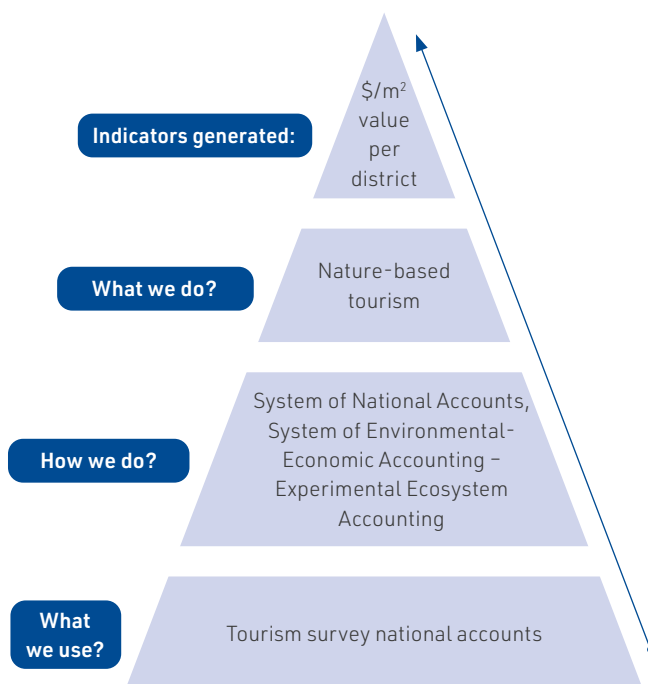 Indicators generated:
$/m²
value
per
district
What we do?
Nature-based
tourism
How we do?
System of National Accounts,
System of Environmental-
Economic Accounting –
Experimental Ecosystem
Accounting
What
we use?
Tourism survey national accounts